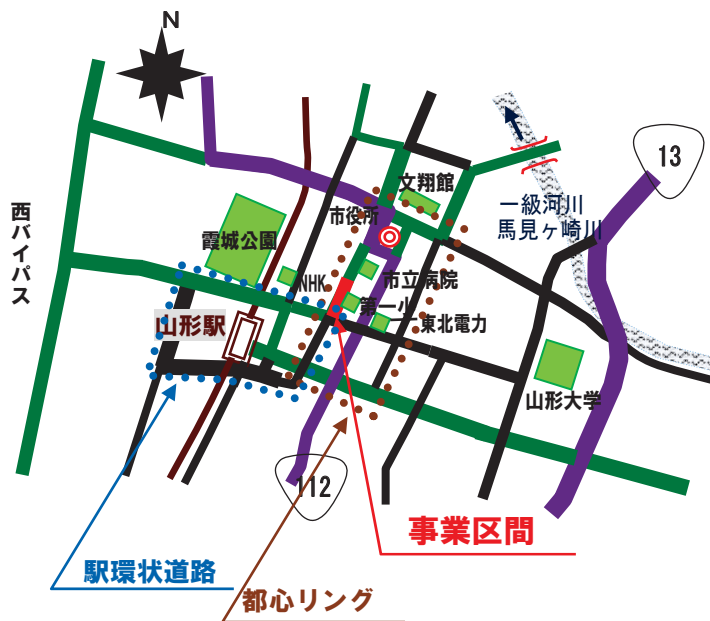 N
13
文翔館
一級河川
馬見ヶ崎川
市役所
西バイパス
霞城公園
NHK
市立病院
第一小
東北電力
山形駅
山形大学
112
事業区間
駅環状道路
都心リング